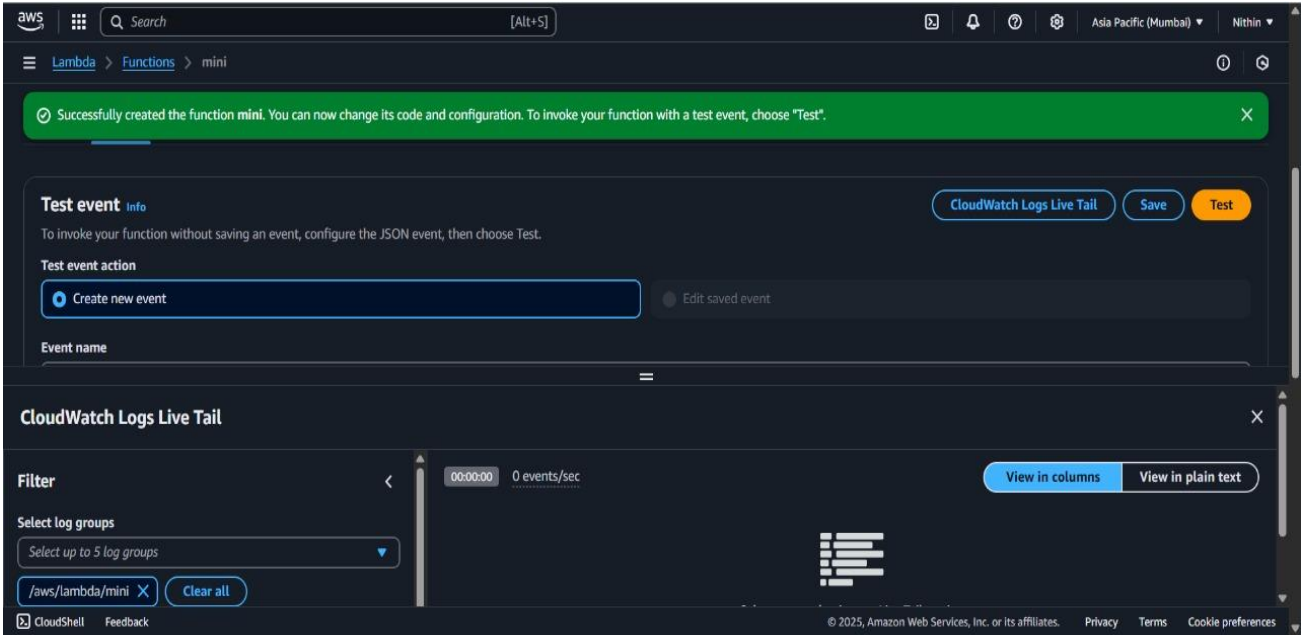 aws Search [Alt+S] Asia Pacific (Mumbai) Nithin
Lambda > Functions > mini
Successfully created the function mini. You can now change its code and configuration. To invoke your function with a test event, choose "Test".
Test event Info CloudWatch Logs Live Tail Save Test
To invoke your function without saving an event, configure the JSON event, then choose Test.
Test event action
Create new event Edit saved event
Event name
CloudWatch Logs Live Tail
Filter 00:00:00 0 events/sec View in columns View in plain text
Select log groups
Select up to 5 log groups
/aws/lambda/mini Clear all
CloudShell Feedback © 2025, Amazon Web Services, Inc. or its affiliates. Privacy Terms Cookie preferences